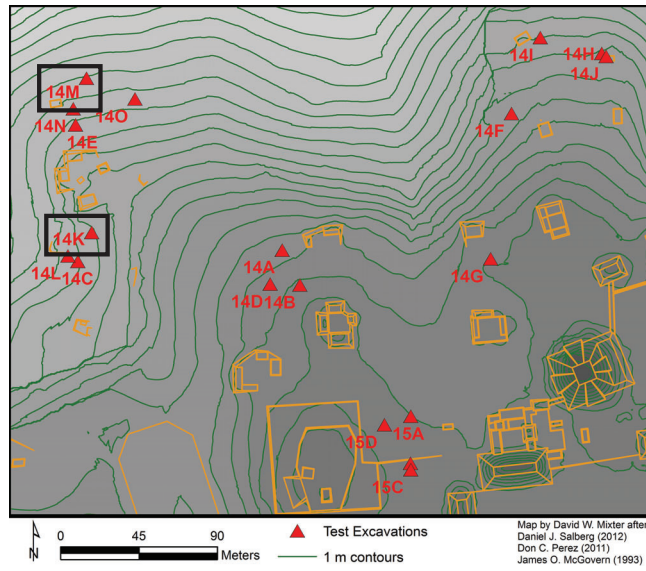 14I
14H
14J
14M
14O
14N
14E
14F
14K
14L
14C
14A
14G
14D
14B
15D
15A
15C
N
0 45 90
Meters
Test Excavations
1 m contours
Map by David W. Mixter after
Daniel J. Salberg (2012)
Don C. Perez (2011)
James O. McGovern (1993)